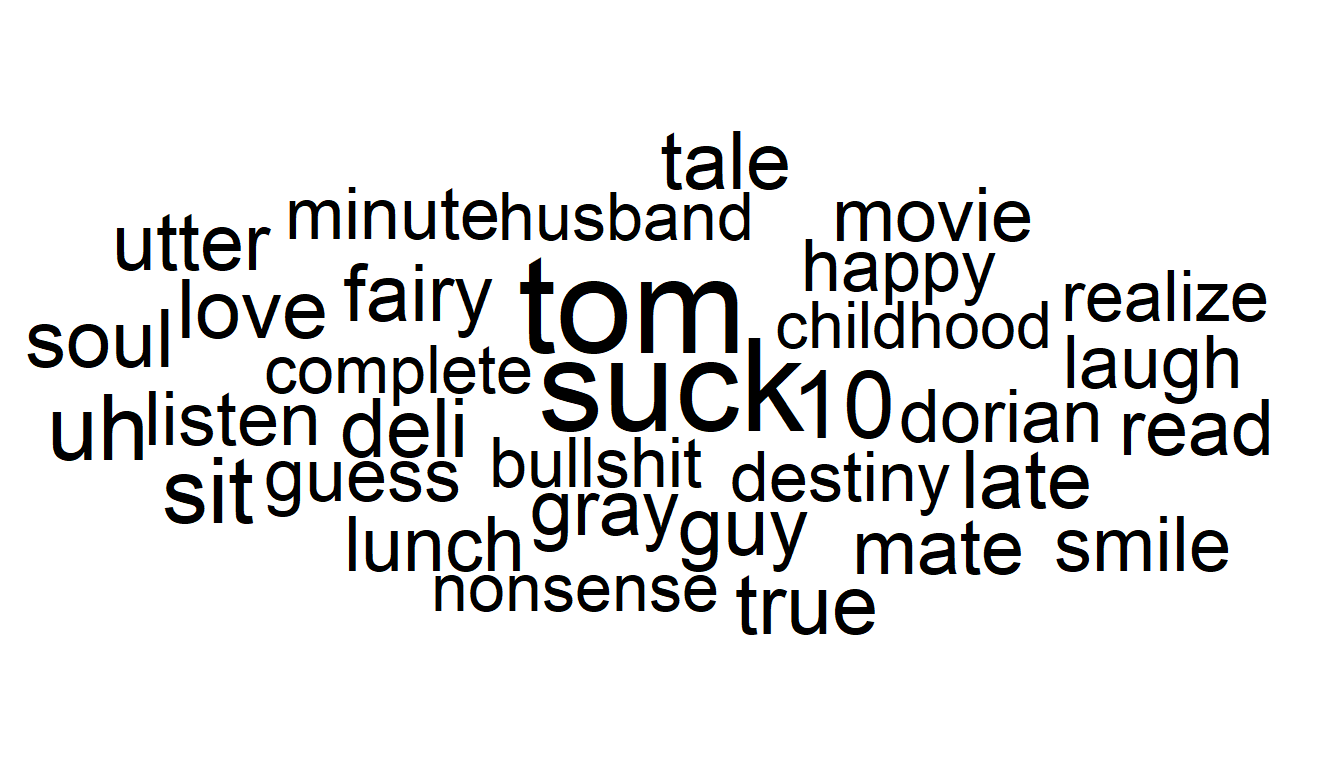 tale
minute husband movie
utter happy
love fairy tom realize
soul childhood
complete suck laugh
uh listen deli 10 dorian read
sit guess bullshit destiny late
gray guy
lunch mate smile
nonsense true